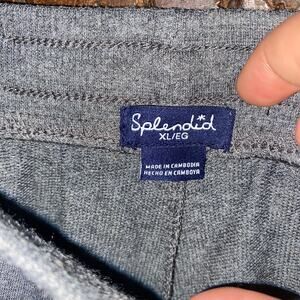 Splendid
XL/EG
MADE IN CAMBODIA
HECHO EN CAMBOYA